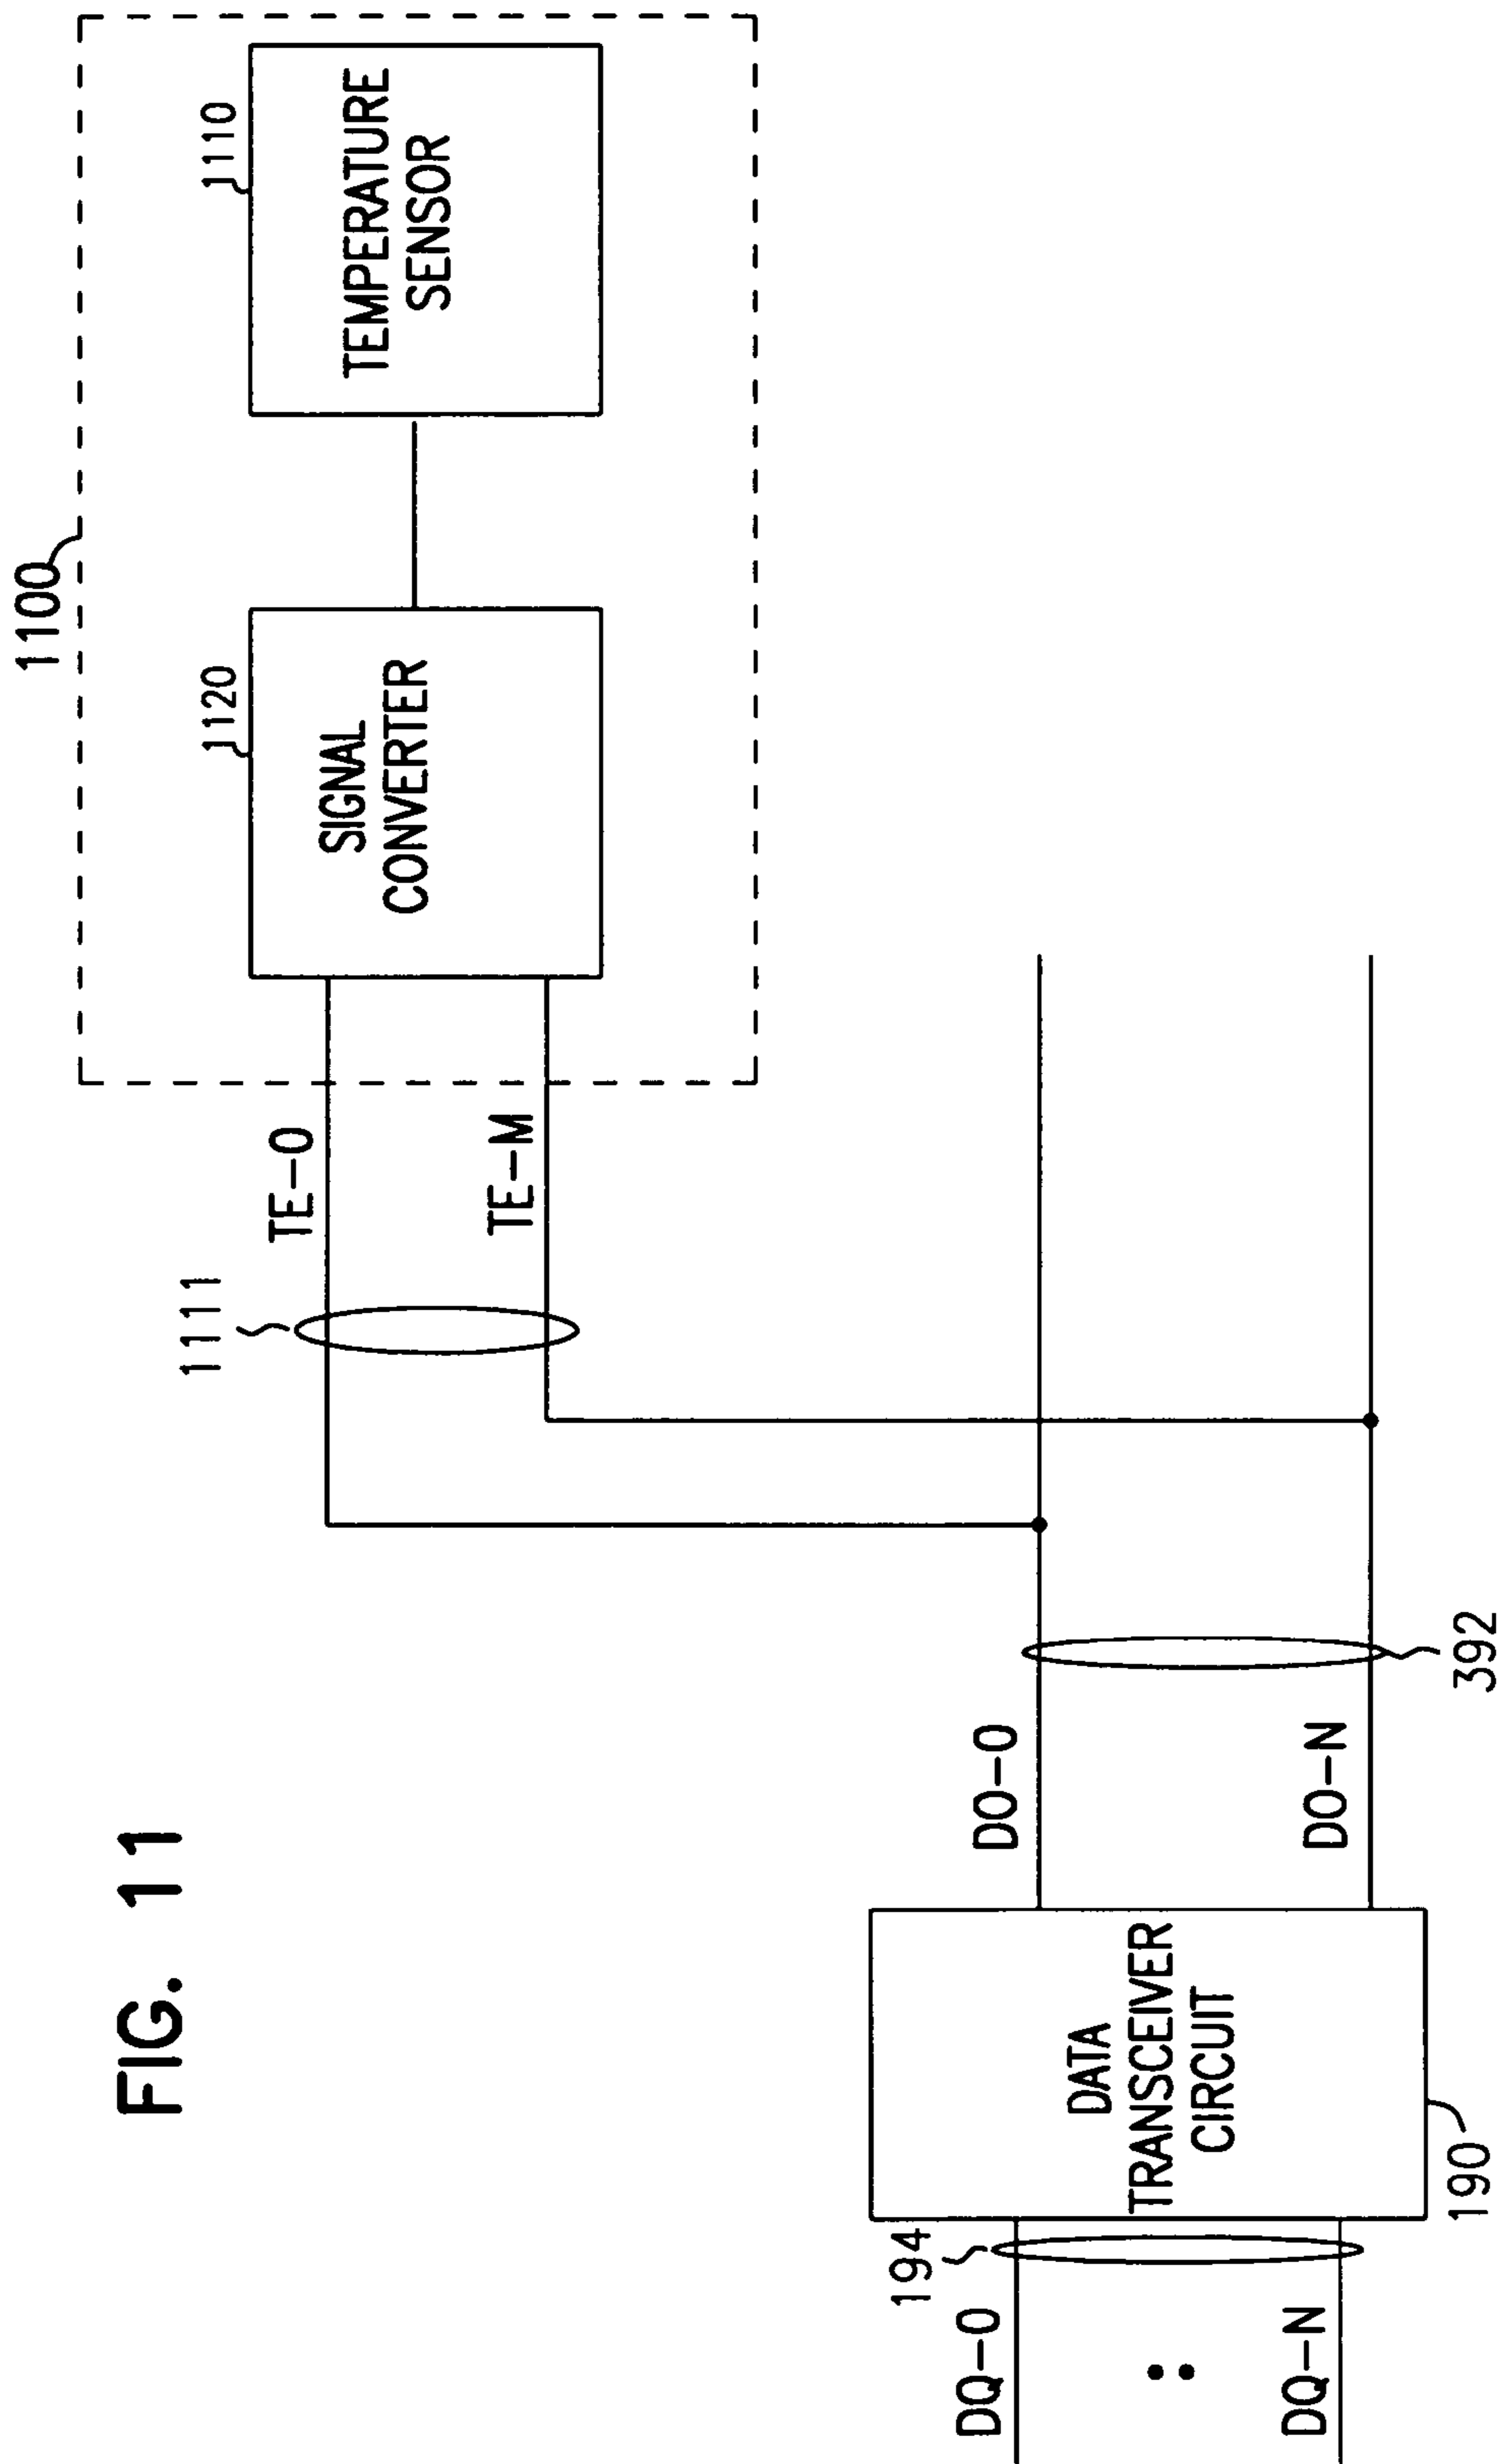 FIG. 11
1100
1120
1110
SIGNAL
CONVERTER
TEMPERATURE
SENSOR
1111
TE-0
TE-M
194
DQ-0
DQ-N
DATA
TRANSCEIVER
CIRCUIT
190
DO-0
DO-N
392